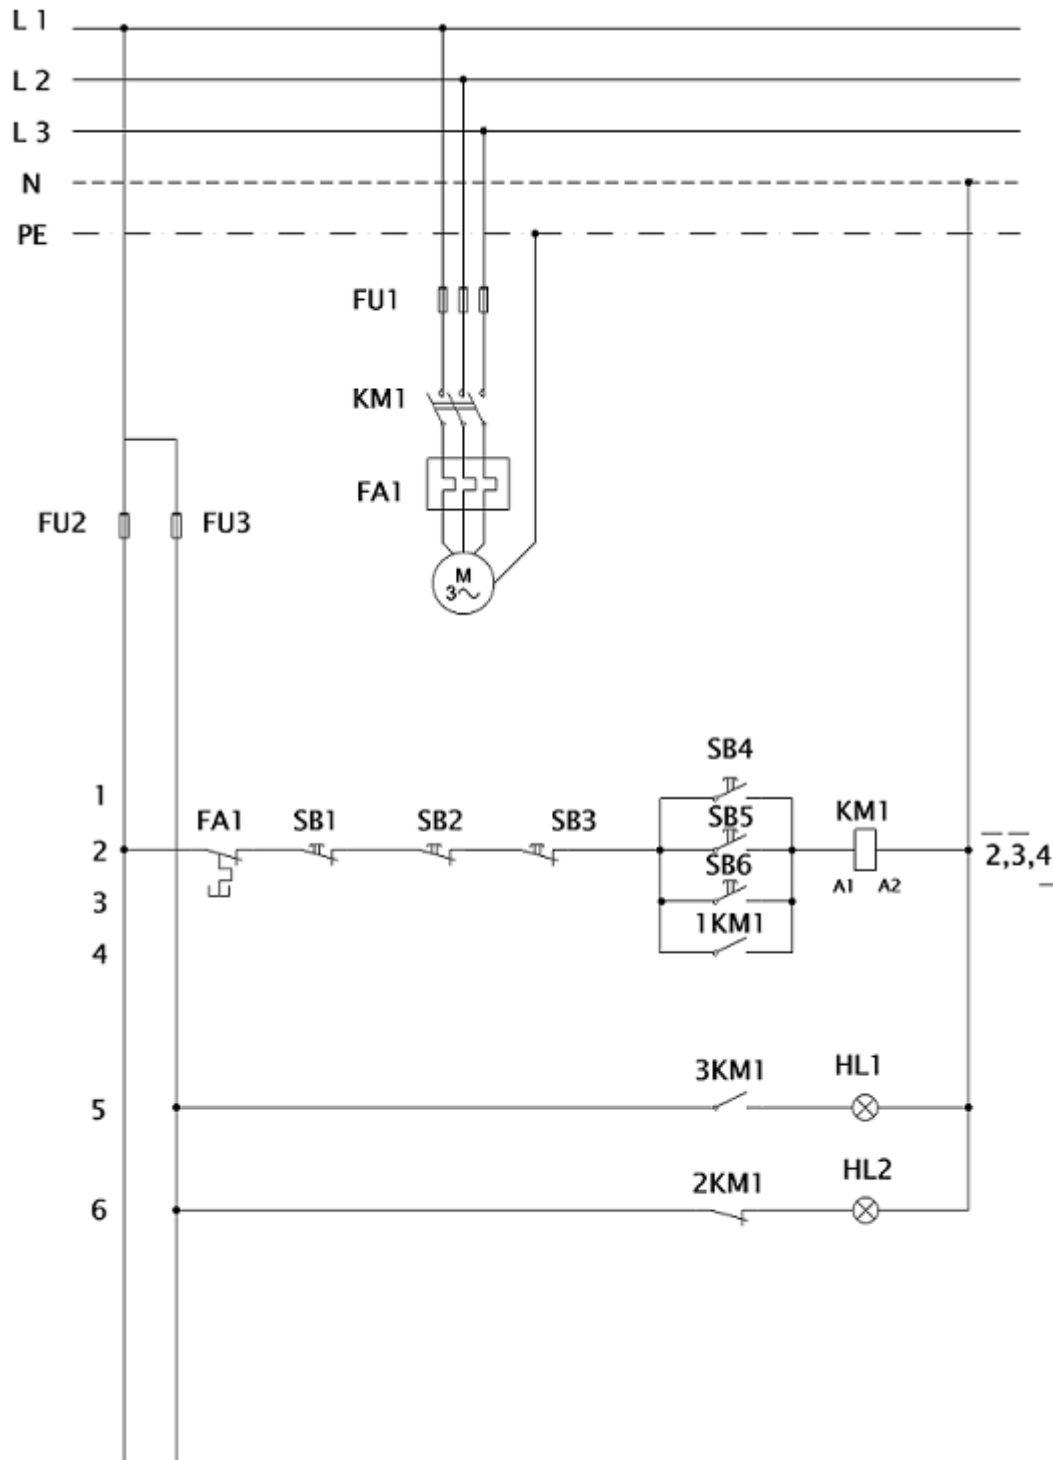 L 1
L 2
L 3
N
PE
FU1
KM1
FA1
FU2 FU3
M
3
SB4
1
FA1 SB1 SB2 SB3 SB5 KM1
2 2,3,4
SB6
A1 A2
3
1KM1
4
3KM1 HL1
5
2KM1 HL2
6